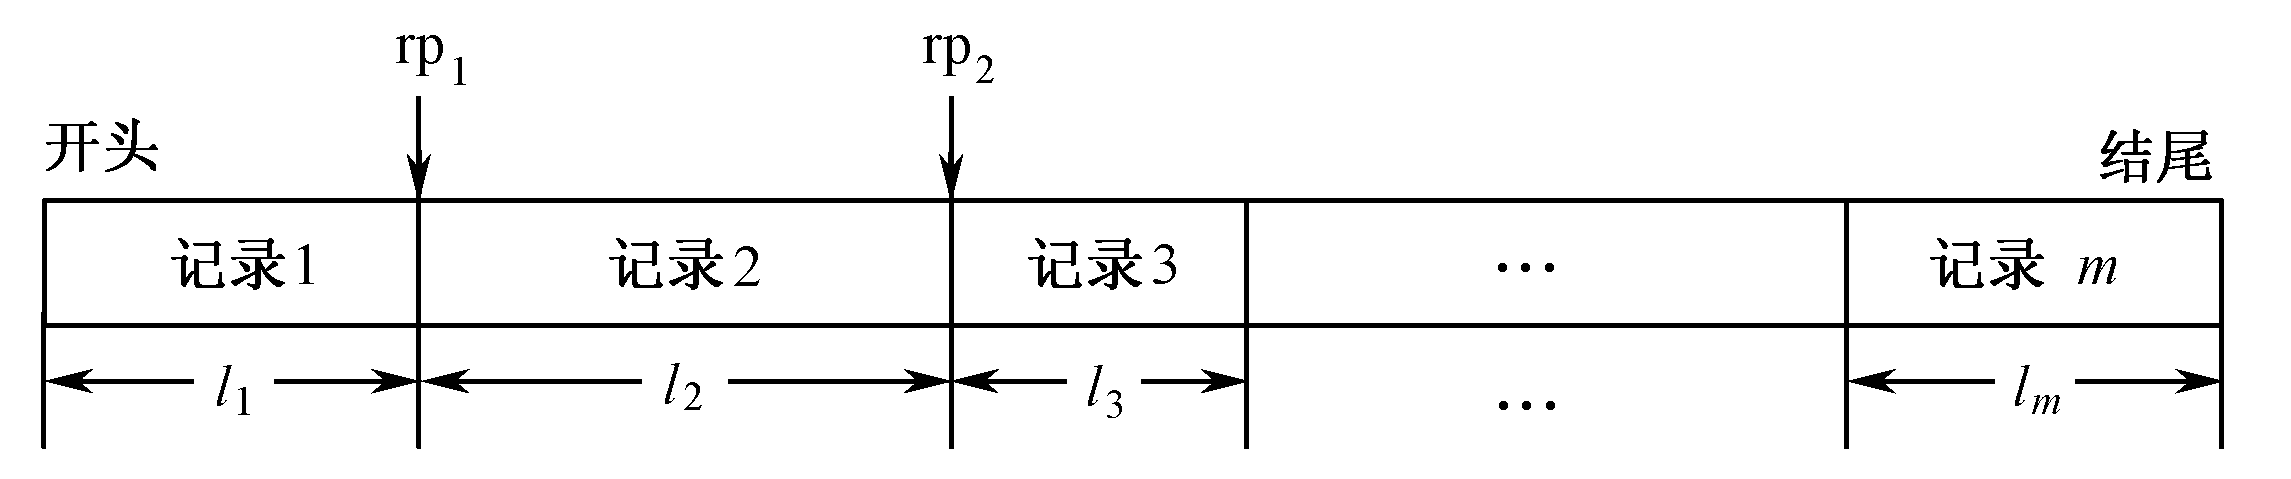 rp1 rp2
开头 结尾
记录1 记录2 记录3 … 记录 m
l1 l2 l3 … lm